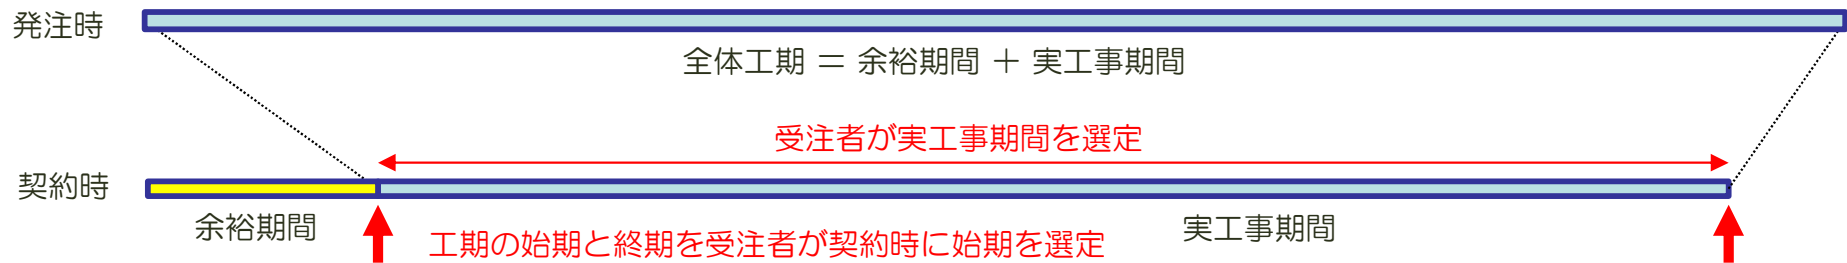 発注時
全体工期 ＝ 余裕期間 ＋ 実工事期間
受注者が実工事期間を選定
契約時
余裕期間
実工事期間
工期の始期と終期を受注者が契約時に始期を選定